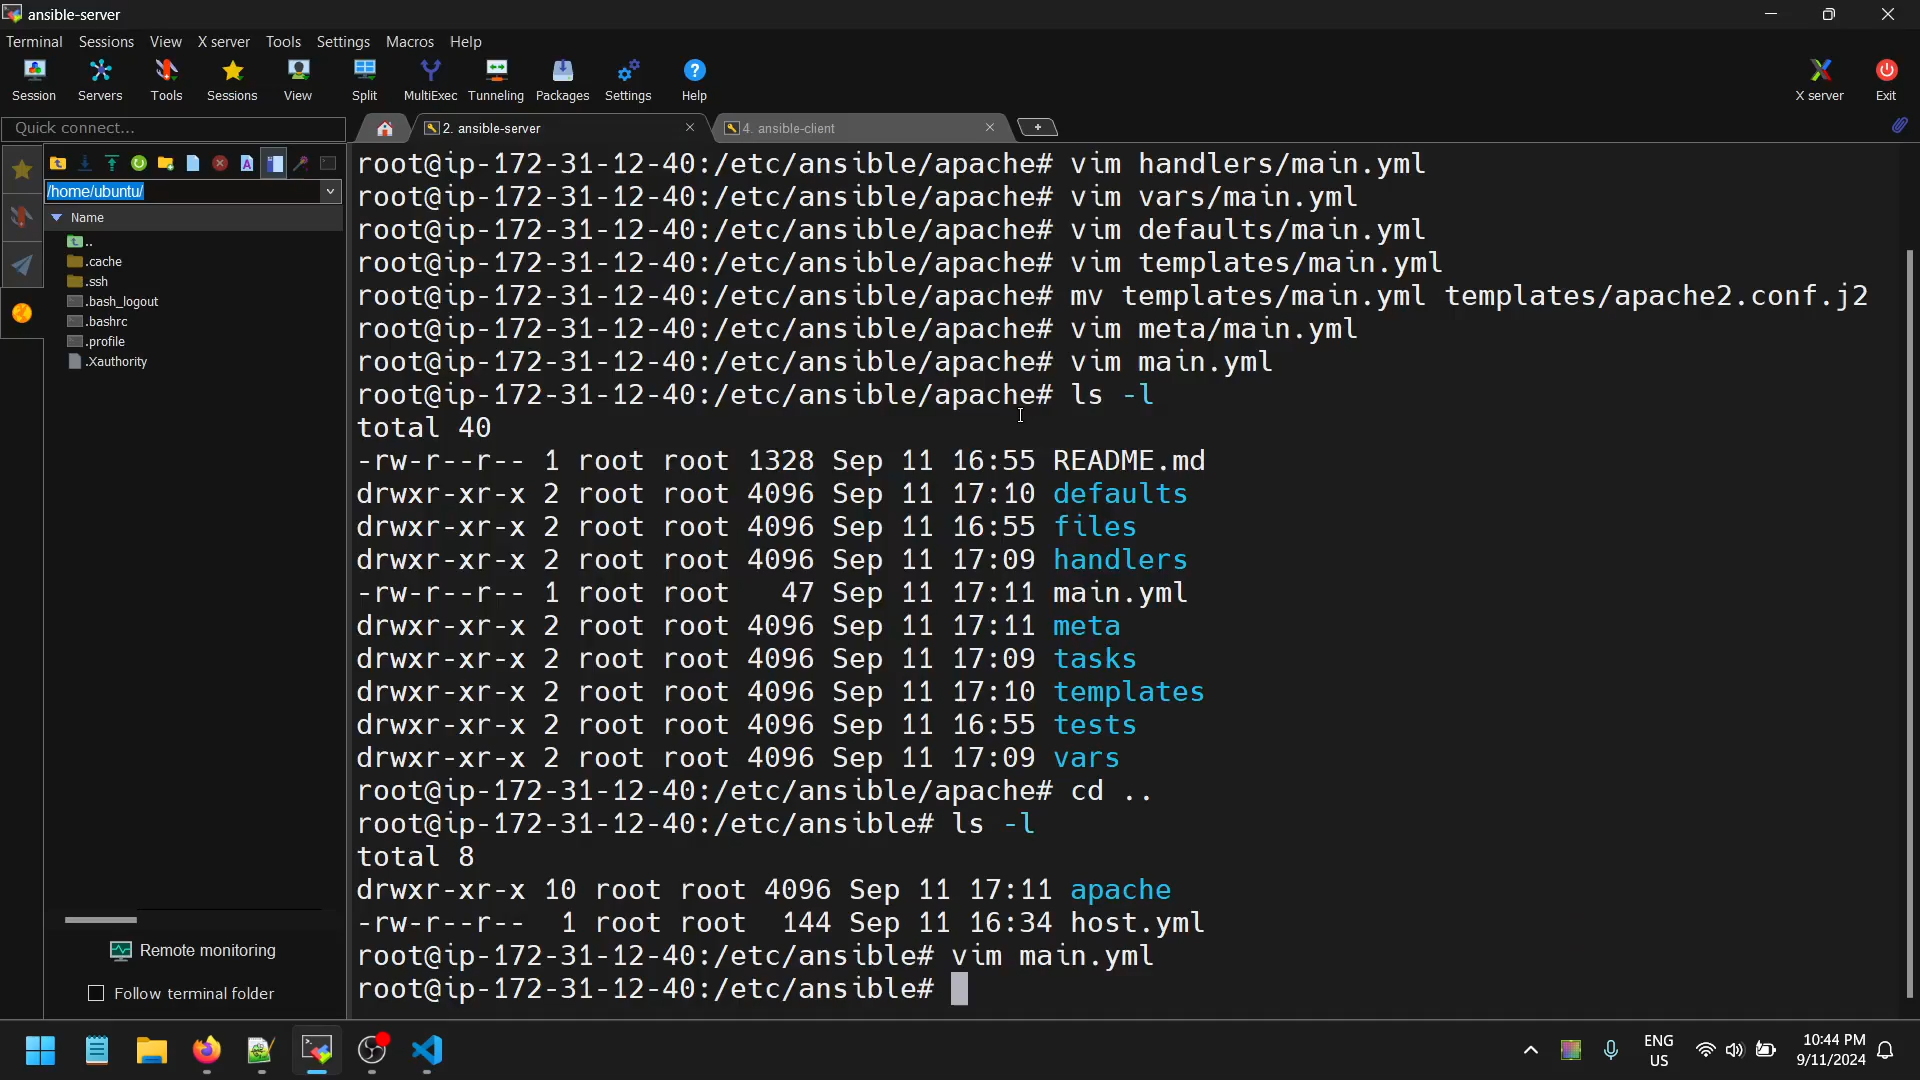 ansible-server
Terminal Sessions View X server Tools Settings Macros Help
Session Servers Tools Sessions View Split MultiExec Tunneling Packages Settings Help X server Exit
Quick connect...
2. ansible-server
4. ansible-client
/home/ubuntu/
Name
..
.cache
.ssh
.bash_logout
.bashrc
.profile
.Xauthority
Remote monitoring
Follow terminal folder
root@ip-172-31-12-40:/etc/ansible/apache# vim handlers/main.yml
root@ip-172-31-12-40:/etc/ansible/apache# vim vars/main.yml
root@ip-172-31-12-40:/etc/ansible/apache# vim defaults/main.yml
root@ip-172-31-12-40:/etc/ansible/apache# vim templates/main.yml
root@ip-172-31-12-40:/etc/ansible/apache# mv templates/main.yml templates/apache2.conf.j2
root@ip-172-31-12-40:/etc/ansible/apache# vim meta/main.yml
root@ip-172-31-12-40:/etc/ansible/apache# vim main.yml
root@ip-172-31-12-40:/etc/ansible/apache# ls -l
total 40
-rw-r--r-- 1 root root 1328 Sep 11 16:55 README.md
drwxr-xr-x 2 root root 4096 Sep 11 17:10 defaults
drwxr-xr-x 2 root root 4096 Sep 11 16:55 files
drwxr-xr-x 2 root root 4096 Sep 11 17:09 handlers
-rw-r--r-- 1 root root   47 Sep 11 17:11 main.yml
drwxr-xr-x 2 root root 4096 Sep 11 17:11 meta
drwxr-xr-x 2 root root 4096 Sep 11 17:09 tasks
drwxr-xr-x 2 root root 4096 Sep 11 17:10 templates
drwxr-xr-x 2 root root 4096 Sep 11 16:55 tests
drwxr-xr-x 2 root root 4096 Sep 11 17:09 vars
root@ip-172-31-12-40:/etc/ansible/apache# cd ..
root@ip-172-31-12-40:/etc/ansible# ls -l
total 8
drwxr-xr-x 10 root root 4096 Sep 11 17:11 apache
-rw-r--r--  1 root root  144 Sep 11 16:34 host.yml
root@ip-172-31-12-40:/etc/ansible# vim main.yml
root@ip-172-31-12-40:/etc/ansible#
ENG
US
10:44 PM
9/11/2024